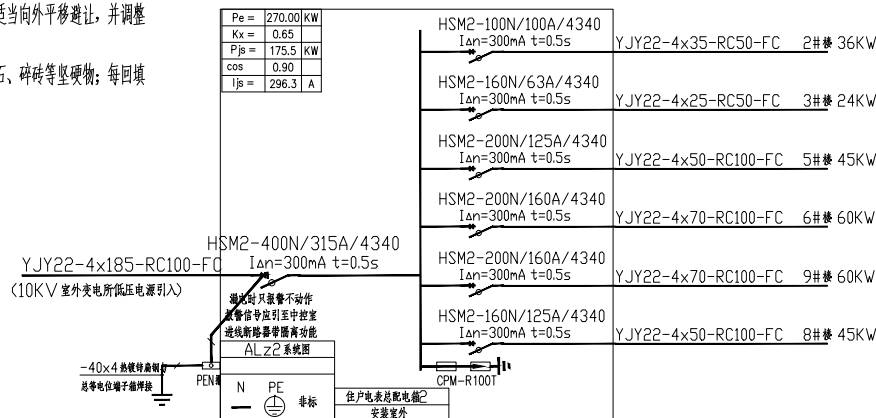 适当向外平移避让，并调整
石、碎砖等坚硬物；每回填
Pe = 270.00 KW
Kx = 0.65
Pjs = 175.5 KW
cos 0.90
Ijs = 296.3 A
HSM2-100N/100A/4340
IΔn=300mA t=0.5s
YJY22-4x35-RC50-FC 2#楼 36KW
HSM2-160N/63A/4340
IΔn=300mA t=0.5s
YJY22-4x25-RC50-FC 3#楼 24KW
HSM2-200N/125A/4340
IΔn=300mA t=0.5s
YJY22-4x50-RC100-FC 5#楼 45KW
HSM2-200N/160A/4340
IΔn=300mA t=0.5s
YJY22-4x70-RC100-FC 6#楼 60KW
HSM2-400N/315A/4340
YJY22-4x185-RC100-FC
IΔn=300mA t=0.5s
(10KV室外变电所低压电源引入)
HSM2-200N/160A/4340
IΔn=300mA t=0.5s
YJY22-4x70-RC100-FC 9#楼 60KW
漏电时只报警不动作
报警信号应引至中控室
进线断路器带隔离功能
HSM2-160N/125A/4340
IΔn=300mA t=0.5s
YJY22-4x50-RC100-FC 8#楼 45KW
ALz2系统图
-40x4热镀锌扁钢
总等电位端子箱焊接
PEN
CPM-R100T
N PE
非标
住户电表总配电箱2
安装室外